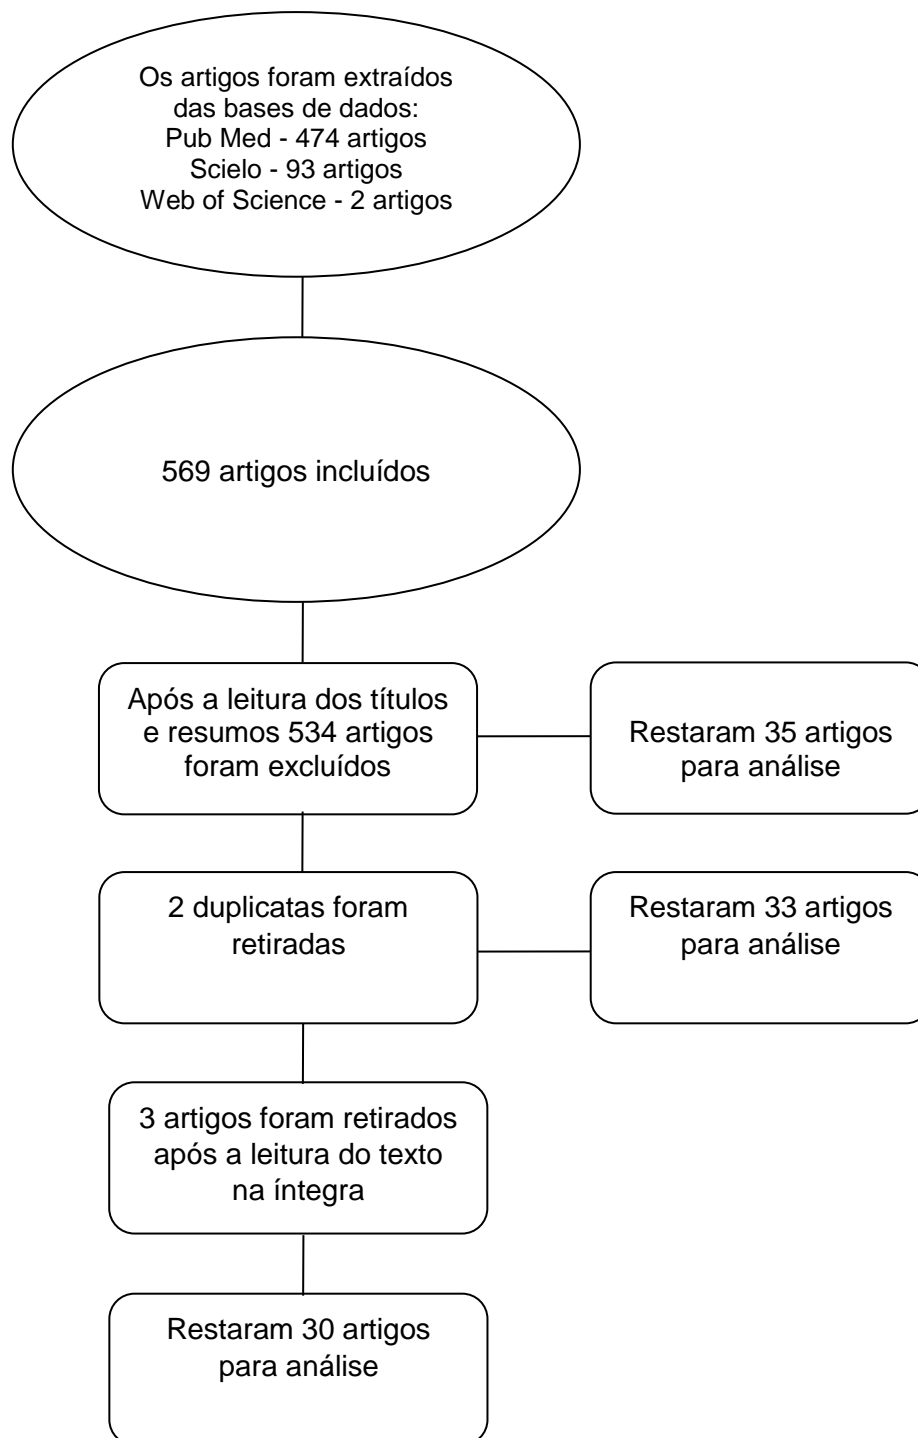 Os artigos foram extraídos
das bases de dados:
Pub Med - 474 artigos
Scielo - 93 artigos
Web of Science - 2 artigos
569 artigos incluídos
Após a leitura dos títulos
e resumos 534 artigos
foram excluídos
Restaram 35 artigos
para análise
2 duplicatas foram
retiradas
Restaram 33 artigos
para análise
3 artigos foram retirados
após a leitura do texto
na íntegra
Restaram 30 artigos
para análise